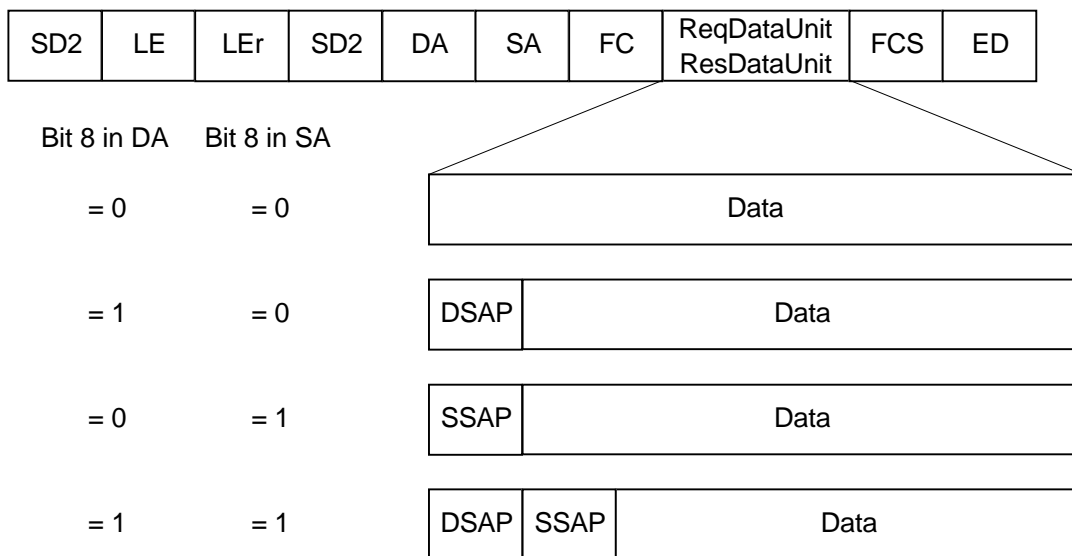 SD2 LE LEr SD2 DA SA FC ReqDataUnit FCS ED
ResDataUnit
Bit 8 in DA Bit 8 in SA
= 0 = 0 Data
= 1 = 0 DSAP Data
= 0 = 1 SSAP Data
= 1 = 1 DSAP SSAP Data